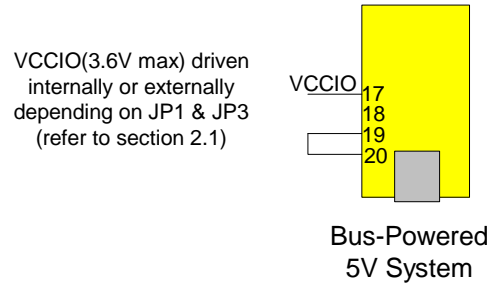 VCCIO(3.6V max) driven
internally or externally
depending on JP1 & JP3
(refer to section 2.1)
VCCIO
17
18
19
20
Bus-Powered
5V System